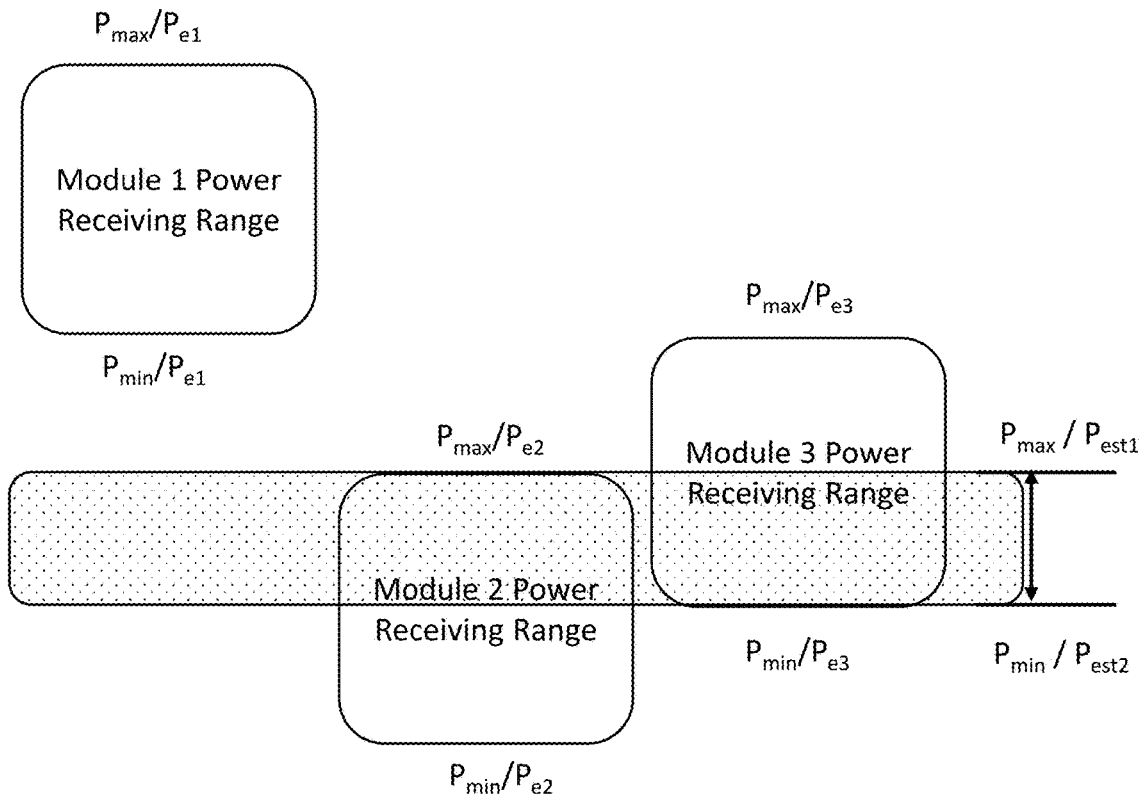 Pmax/Pe1
Module 1 Power
Receiving Range
Pmin/Pe1
Pmax/Pe3
Pmax/Pe2
Module 3 Power
Receiving Range
Pmax / Pest1
Module 2 Power
Receiving Range
Pmin/Pe3
Pmin / Pest2
Pmin/Pe2